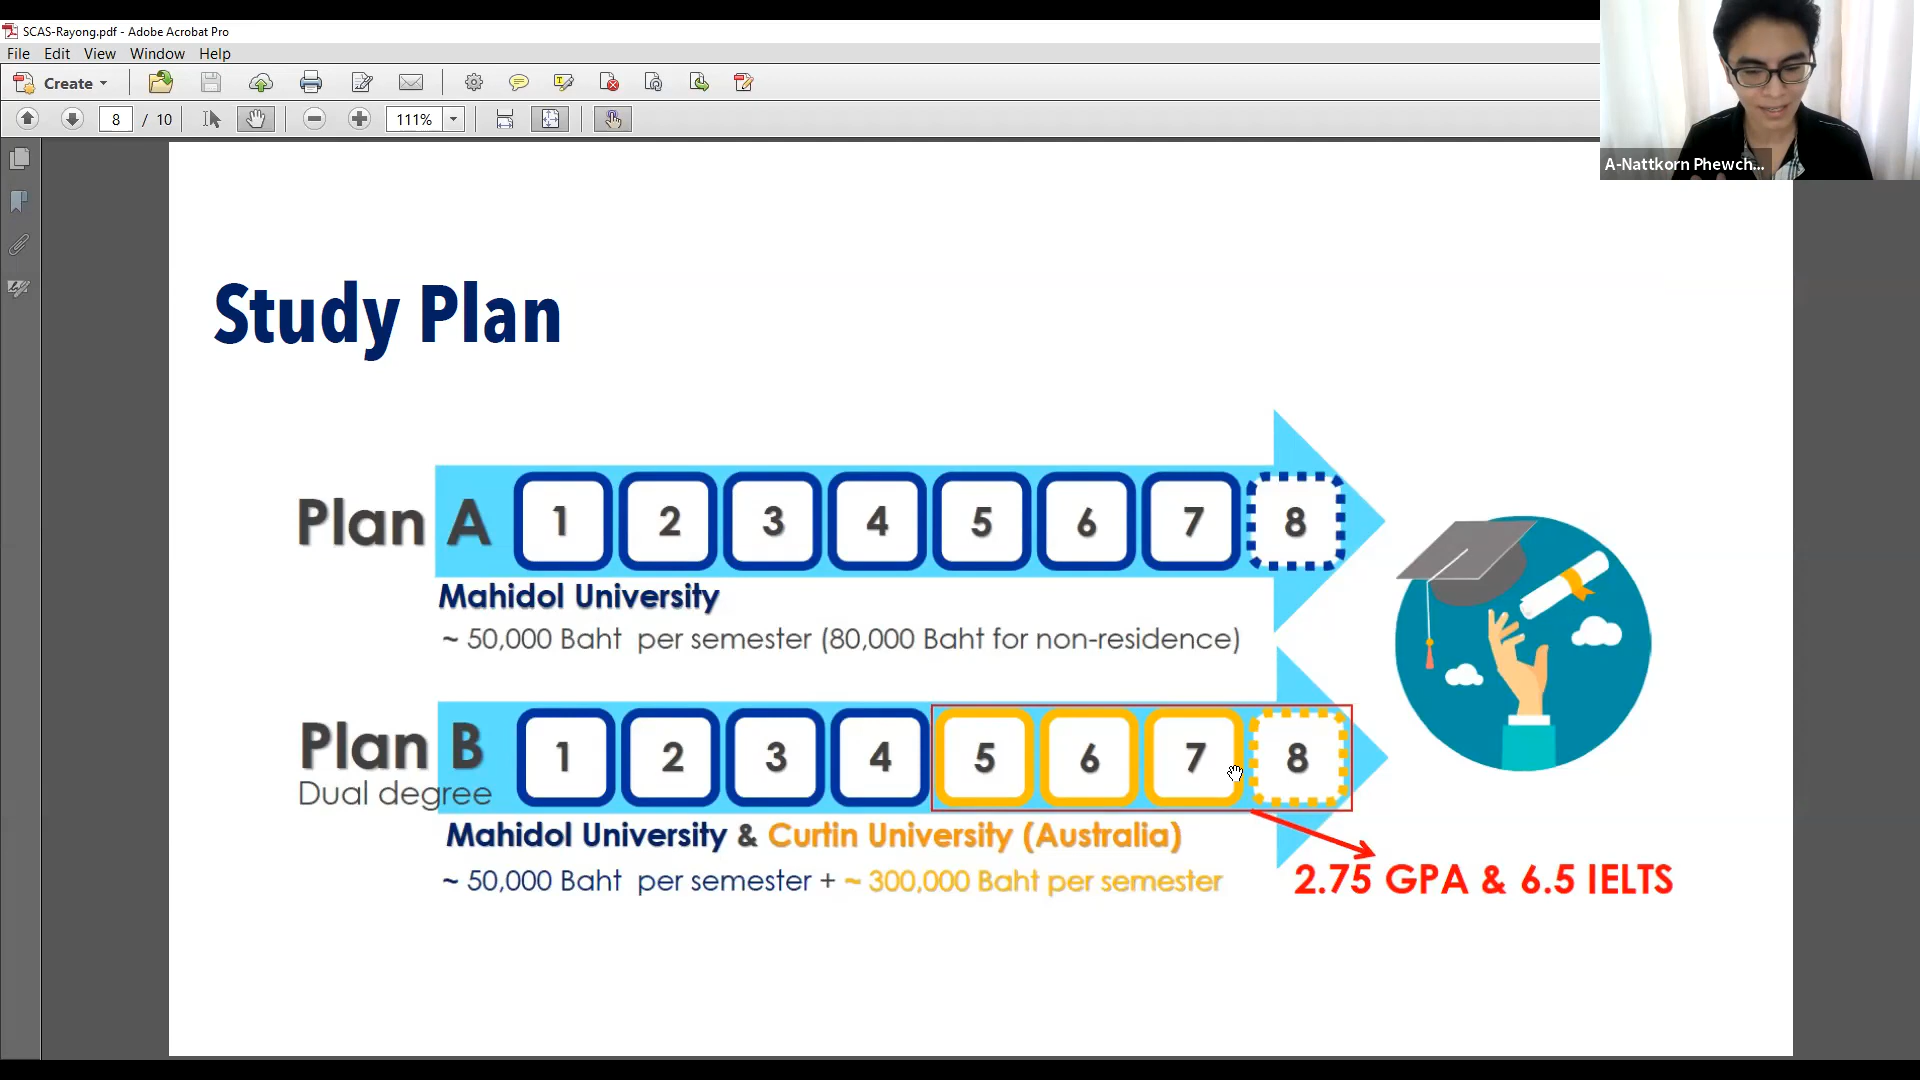 SCAS-Rayong.pdf - Adobe Acrobat Pro
File Edit View Window Help
Create
8 / 10 111%
A-Nattkorn Phewch...
Study Plan
Plan A 1 2 3 4 5 6 7 8
Mahidol University
~ 50,000 Baht per semester (80,000 Baht for non-residence)
Plan B 1 2 3 4 5 6 7 8
Dual degree
Mahidol University & Curtin University (Australia)
~ 50,000 Baht per semester + ~ 300,000 Baht per semester
2.75 GPA & 6.5 IELTS